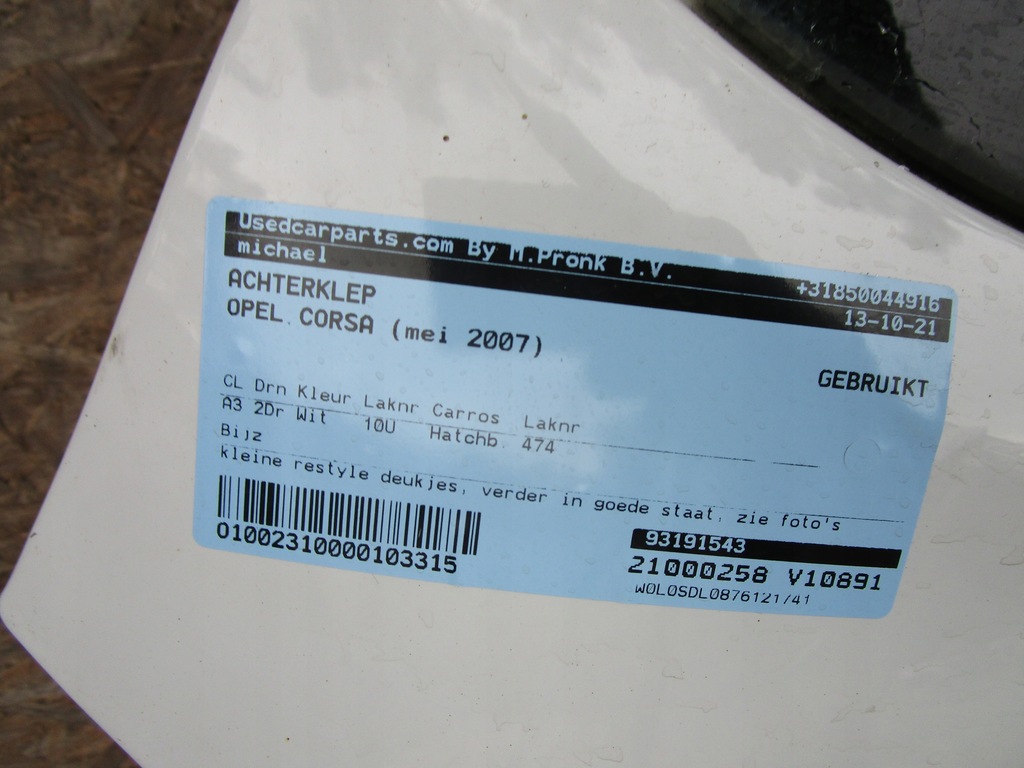 Usedcarparts.com By M.Pronk B.V. +31850044916
michael 13-10-21
ACHTERKLEP
OPEL CORSA (mei 2007)
GEBRUIKT
CL Drn Kleur Laknr Carros Laknr
A3 2Dr Wit 10U Hatchb. 474
Bijz
kleine restyle deukjes, verder in goede staat, zie foto's
93191543
01002310000103315
21000258 V10891
W0L0SDL0876121741